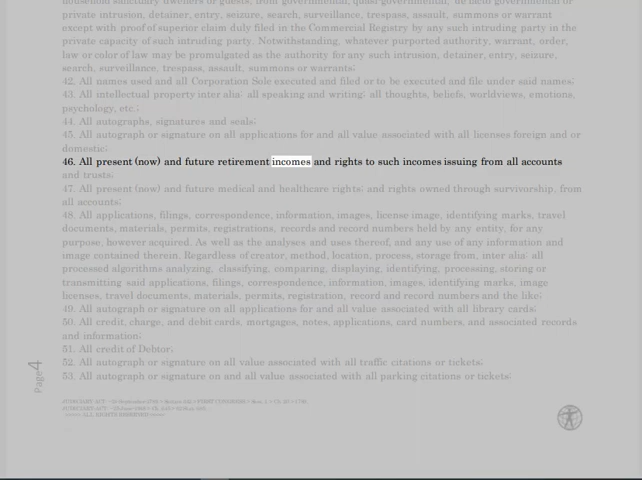 household sanctuary dwellers or guests, from governmental, quasi-governmental, de facto governmental or
private intrusion, detainer, entry, seizure, search, surveillance, trespass, assault, summons or warrant
except with proof of superior claim duly filed in the Commercial Registry by any such intruding party in the
private capacity of such intruding party. Notwithstanding, whatever purported authority, warrant, order,
law or color of law may be promulgated as the authority for any such intrusion, detainer, entry, seizure,
search, surveillance, trespass, assault, summons or warrants;
42. All names used and all Corporation Sole executed and filed or to be executed and file under said names;
43. All intellectual property inter alia: all speaking and writing; all thoughts, beliefs, worldviews, emotions,
psychology, etc.;
44. All autographs, signatures and seals;
45. All autograph or signature on all applications for and all value associated with all licenses foreign and or
domestic;
46. All present (now) and future retirement incomes and rights to such incomes issuing from all accounts
and trusts;
47. All present (now) and future medical and healthcare rights; and rights owned through survivorship, from
all accounts;
48. All applications, filings, correspondence, information, images, license image, identifying marks, travel
documents, materials, permits, registrations, records and record numbers held by any entity, for any
purpose, however acquired. As well as the analyses and uses thereof, and any use of any information and
image contained therein. Regardless of creator, method, location, process, storage from, inter alia: all
processed algorithms analyzing, classifying, comparing, displaying, identifying, processing, storing or
transmitting said applications, filings, correspondence, information, images, identifying marks, image
licenses, travel documents, materials, permits, registration, record and record numbers and the like;
49. All autograph or signature on all applications for and all value associated with all library cards;
50. All credit, charge, and debit cards, mortgages, notes, applications, card numbers, and associated records
and information;
51. All credit of Debtor;
52. All autograph or signature on all value associated with all traffic citations or tickets;
53. All autograph or signature on and all value associated with all parking citations or tickets;
Page4
ALL RIGHTS RESERVED